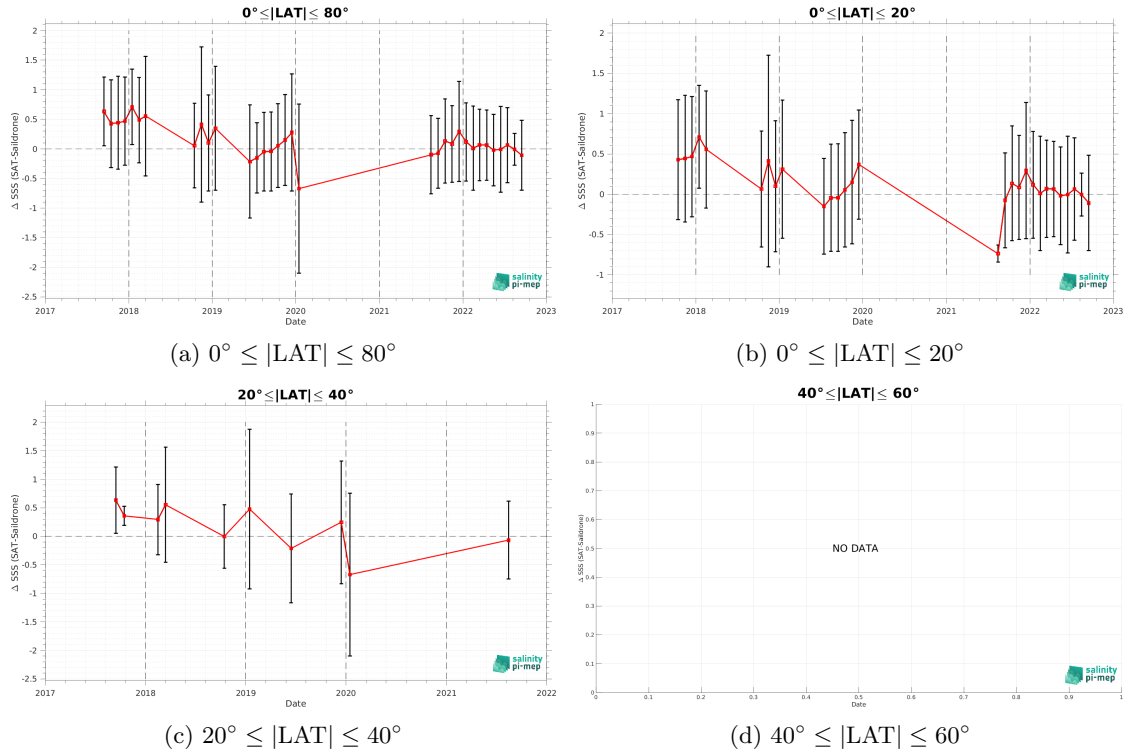 0°≤|LAT|≤ 80°
Δ SSS (SAT-Saildrone)
2
1.5
1
0.5
0
-0.5
-1
-1.5
-2
-2.5
2017 2018 2019 2020 2021 2022 2023
Date
salinity
pi-mep
(a) 0° ≤ |LAT| ≤ 80°
0°≤|LAT|≤ 20°
Δ SSS (SAT-Saildrone)
2
1.5
1
0.5
0
-0.5
-1
2017 2018 2019 2020 2021 2022 2023
Date
salinity
pi-mep
(b) 0° ≤ |LAT| ≤ 20°
20°≤|LAT|≤ 40°
Δ SSS (SAT-Saildrone)
2
1.5
1
0.5
0
-0.5
-1
-1.5
-2
-2.5
2017 2018 2019 2020 2021 2022
Date
salinity
pi-mep
(c) 20° ≤ |LAT| ≤ 40°
40°≤|LAT|≤ 60°
Δ SSS (SAT-Saildrone)
1
0.9
0.8
0.7
0.6
0.5
0.4
0.3
0.2
0.1
0
NO DATA
0 0.1 0.2 0.3 0.4 0.5 0.6 0.7 0.8 0.9 1
Date
salinity
pi-mep
(d) 40° ≤ |LAT| ≤ 60°